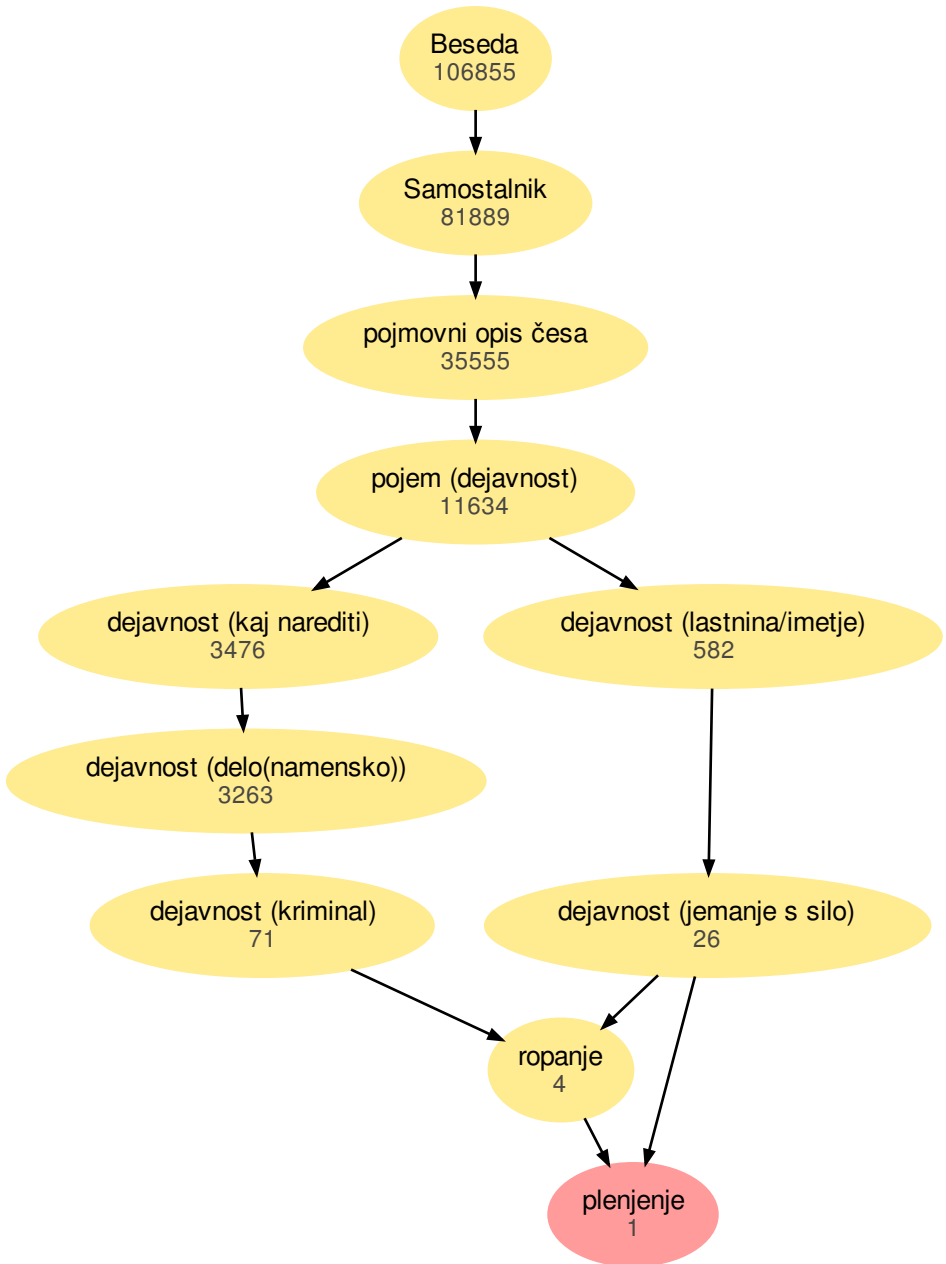 Beseda
106855
Samostalnik
81889
pojmovni opis česa
35555
pojem (dejavnost)
11634
dejavnost (kaj narediti)
3476
dejavnost (lastnina/imetje)
582
dejavnost (delo(namensko))
3263
dejavnost (kriminal)
71
dejavnost (jemanje s silo)
26
ropanje
4
plenjenje
1